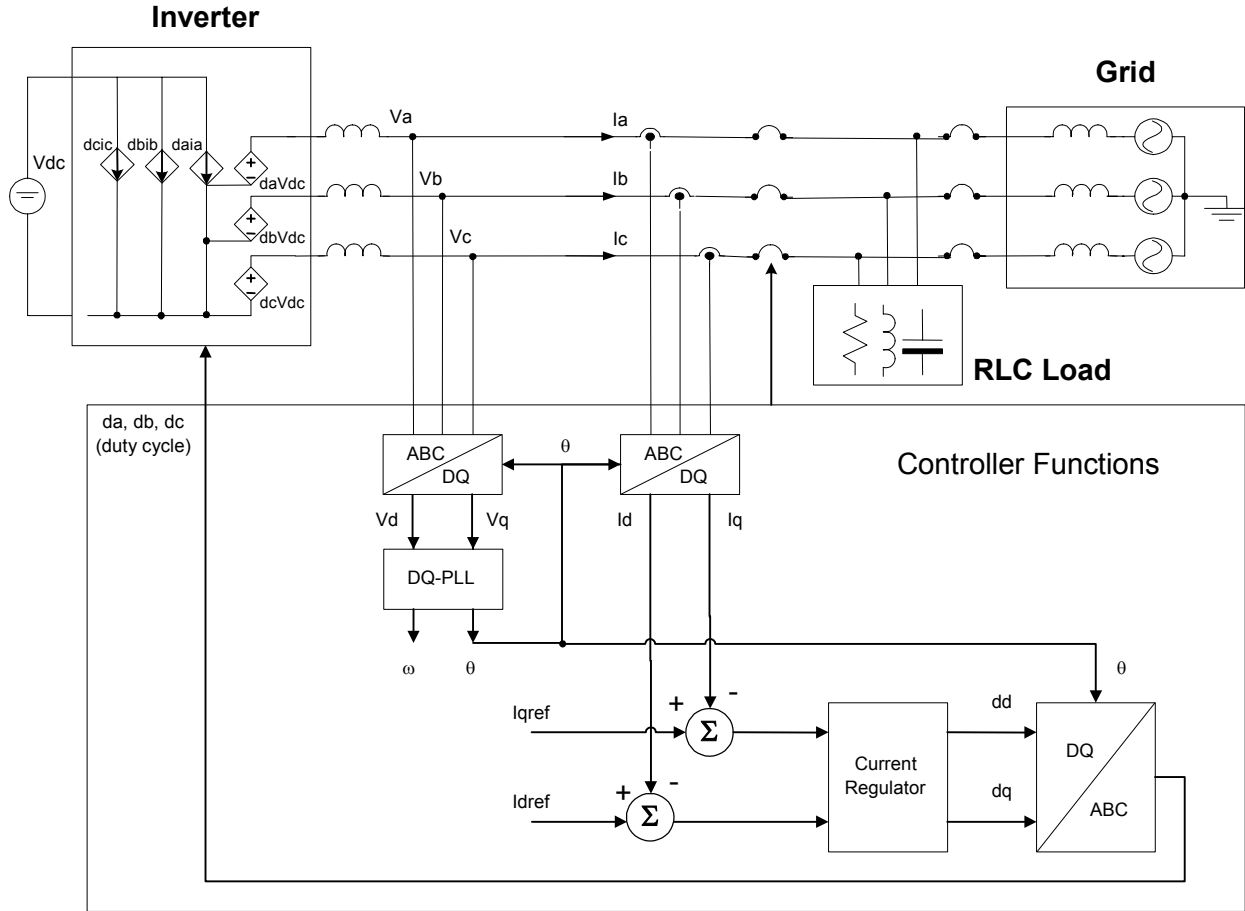 Inverter
Grid
Vdc
dcic
dbib
daia
daVdc
dbVdc
dcVdc
Va
Vb
Vc
Ia
Ib
Ic
RLC Load
da, db, dc
(duty cycle)
Controller Functions
ABC
DQ
θ
ABC
DQ
Vd
Vq
Id
Iq
DQ-PLL
ω
θ
θ
Iqref
+
-
Σ
Idref
+
-
Σ
Current
Regulator
dd
dq
DQ
ABC